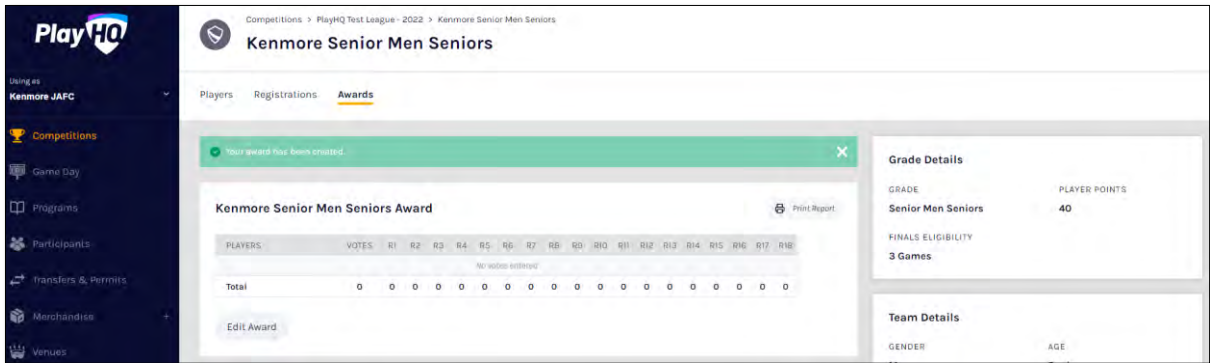 PlayHQ
Using as
Kenmore JAFC
Competitions
Game Day
Programs
Participants
Transfers & Permits
Merchandise +
Venues
Competitions > PlayHQ Test League - 2022 > Kenmore Senior Men Seniors
Kenmore Senior Men Seniors
Players Registrations Awards
Your award has been created.
Kenmore Senior Men Seniors Award
Print Report
PLAYERS VOTES R1 R2 R3 R4 R5 R6 R7 R8 R9 R10 R11 R12 R13 R14 R15 R16 R17 R18
No votes entered
Total 0 0 0 0 0 0 0 0 0 0 0 0 0 0 0 0 0 0 0
Edit Award
Grade Details
GRADE PLAYER POINTS
Senior Men Seniors 40
FINALS ELIGIBILITY
3 Games
Team Details
GENDER AGE